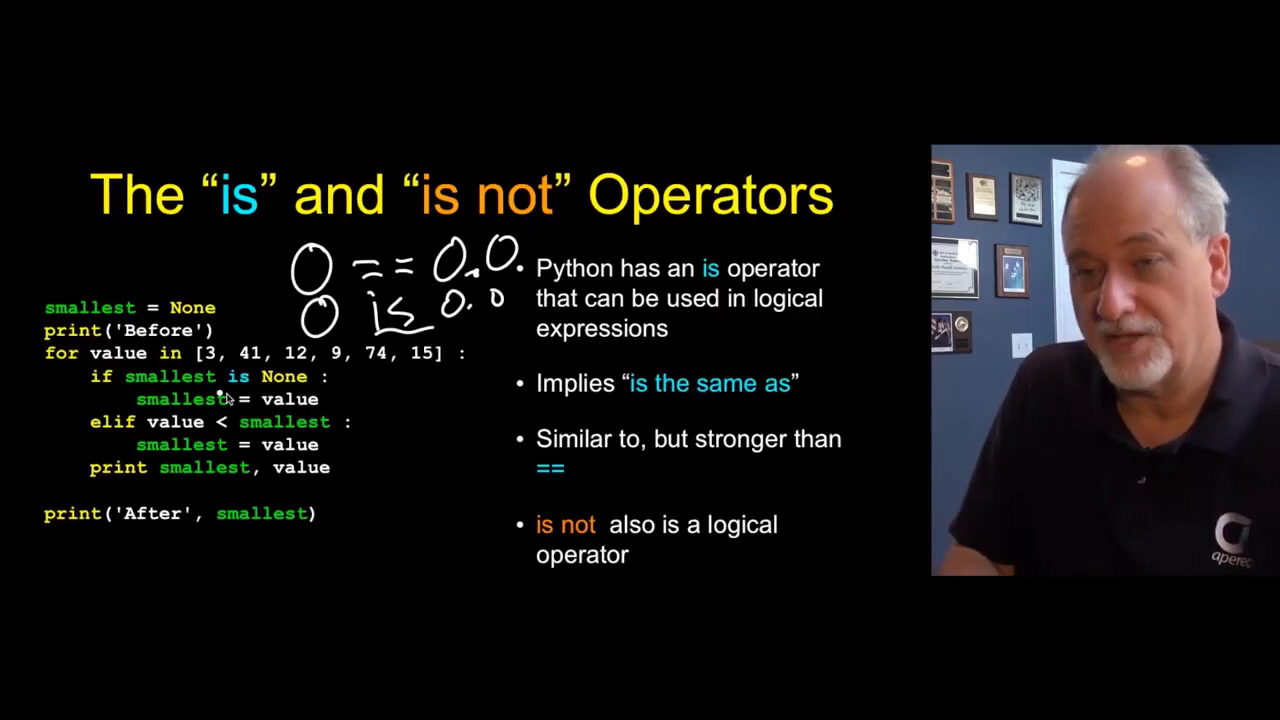 The “is” and “is not” Operators
0 == 0.0
0 is 0.0
smallest = None
print('Before')
for value in [3, 41, 12, 9, 74, 15] :
    if smallest is None :
        smallest = value
    elif value < smallest :
        smallest = value
    print smallest, value
print('After', smallest)
Python has an is operator
that can be used in logical
expressions
• Implies “is the same as”
• Similar to, but stronger than
==
• is not also is a logical
operator
apereo